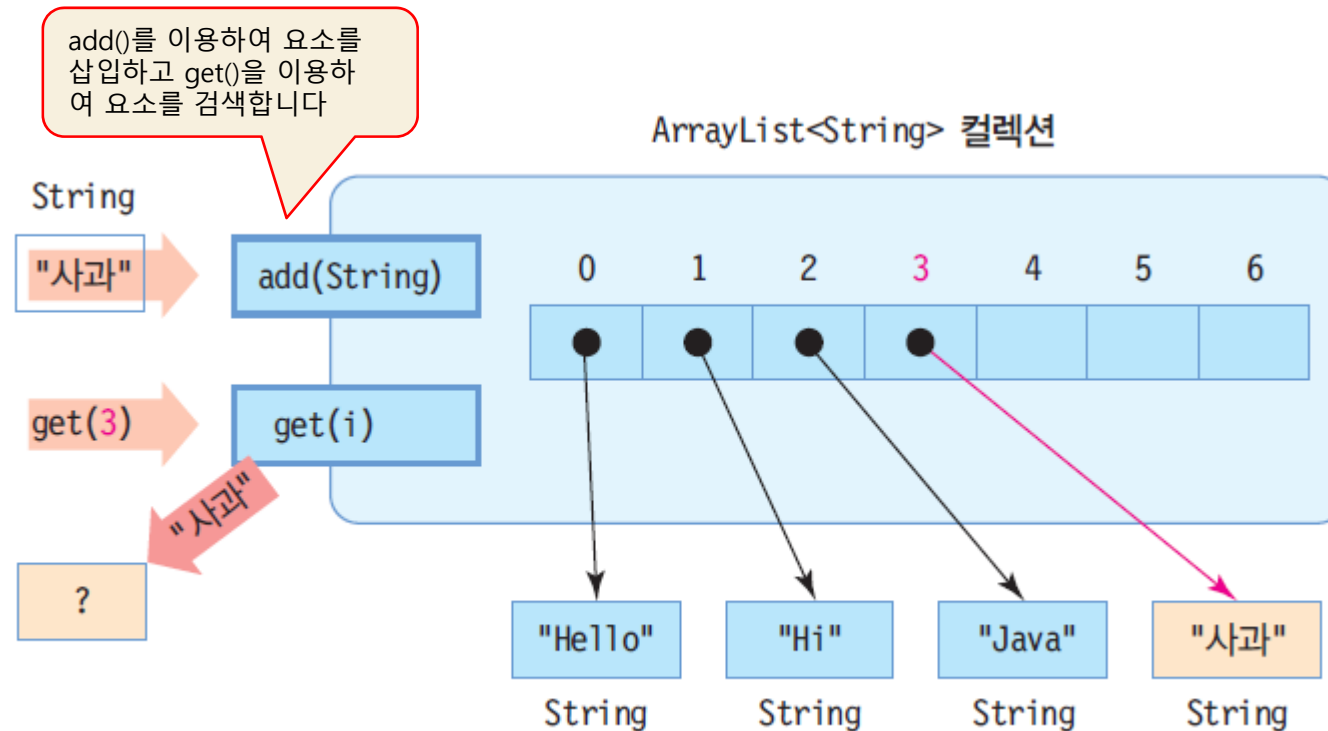 add()를 이용하여 요소를
삽입하고 get()을 이용하
여 요소를 검색합니다
ArrayList<String> 컬렉션
String
"사과"
add(String)
0 1 2 3 4 5 6
get(3)
get(i)
"사과"
?
"Hello" "Hi" "Java" "사과"
String String String String